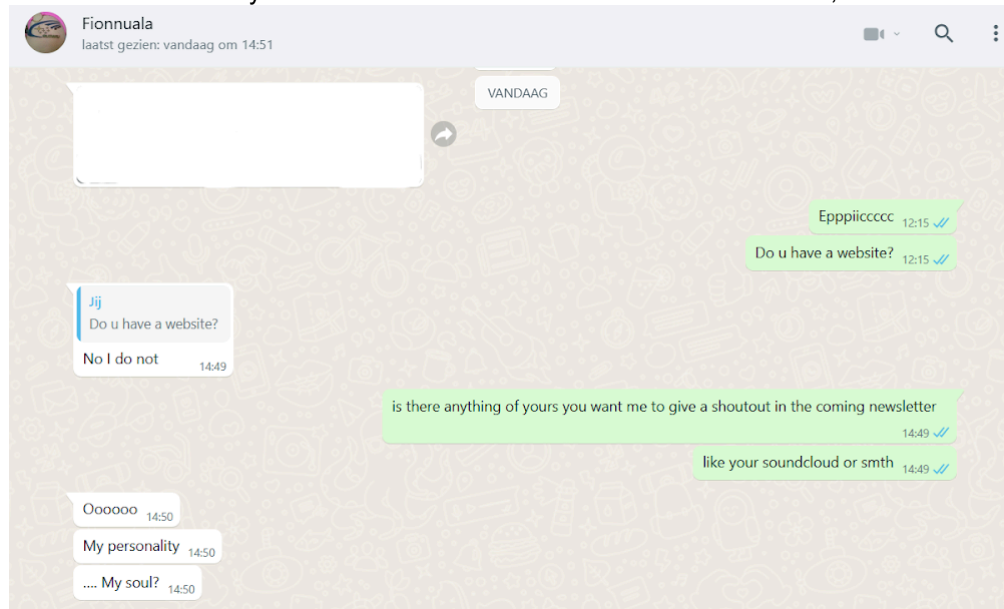 Fionnuala
laatst gezien: vandaag om 14:51
VANDAAG
Epppiiccccc 12:15
Do u have a website? 12:15
Jij
Do u have a website?
No I do not 14:49
is there anything of yours you want me to give a shoutout in the coming newsletter
14:49
like your soundcloud or smth 14:49
Oooooo 14:50
My personality 14:50
.... My soul? 14:50